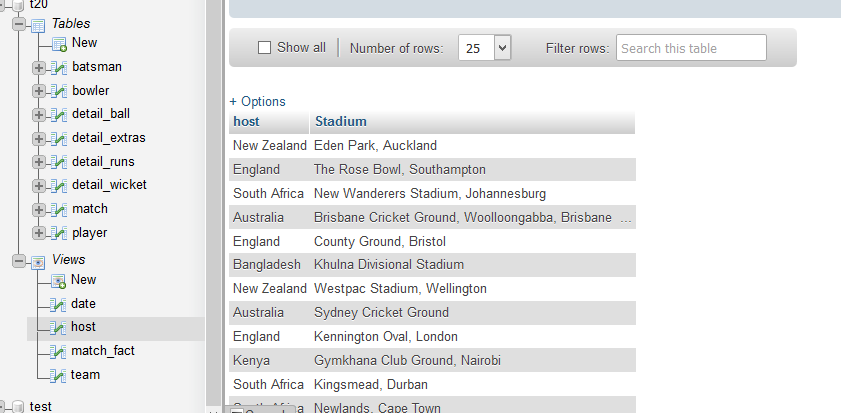 t20
Tables
New
batsman
bowler
detail_ball
detail_extras
detail_runs
detail_wicket
match
player
Views
New
date
host
match_fact
team
test
Show all Number of rows: 25 Filter rows: Search this table
+ Options
host Stadium
New Zealand Eden Park, Auckland
England The Rose Bowl, Southampton
South Africa New Wanderers Stadium, Johannesburg
Australia Brisbane Cricket Ground, Woolloongabba, Brisbane ...
England County Ground, Bristol
Bangladesh Khulna Divisional Stadium
New Zealand Westpac Stadium, Wellington
Australia Sydney Cricket Ground
England Kennington Oval, London
Kenya Gymkhana Club Ground, Nairobi
South Africa Kingsmead, Durban
Newlands, Cape Town